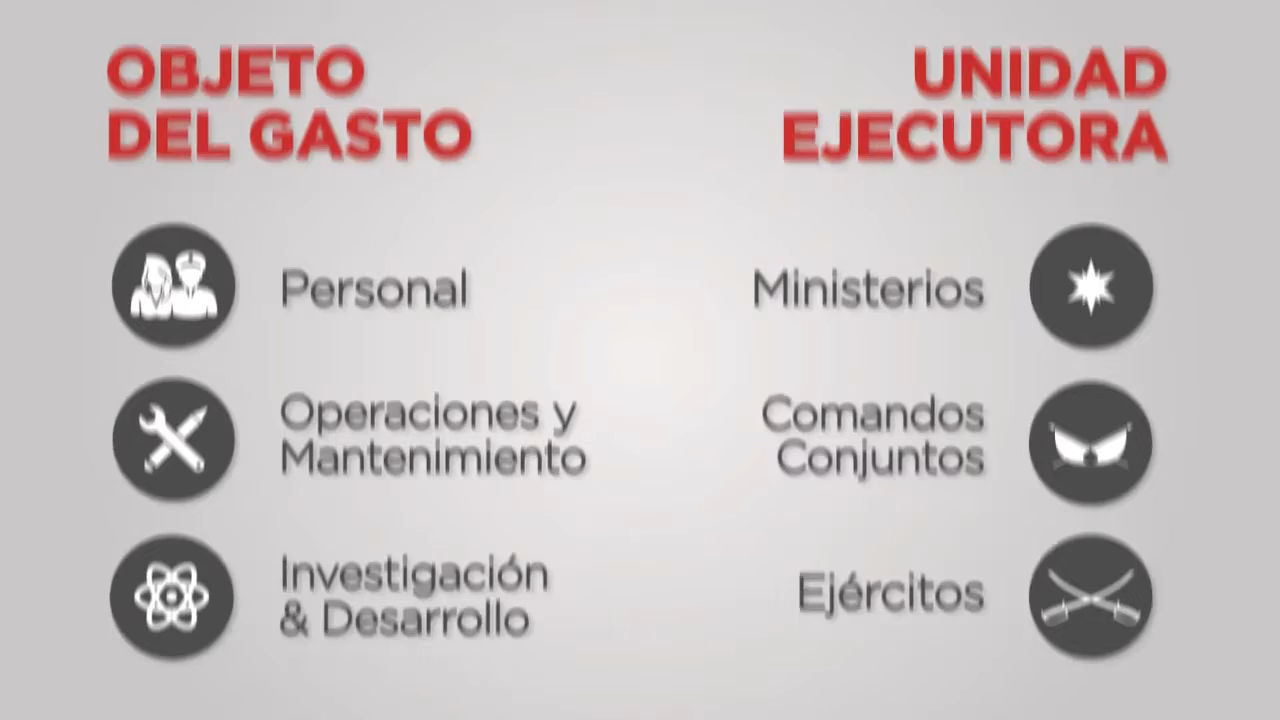 OBJETO
DEL GASTO
Personal
Operaciones y
Mantenimiento
Investigación
& Desarrollo
UNIDAD
EJECUTORA
Ministerios
Comandos
Conjuntos
Ejércitos